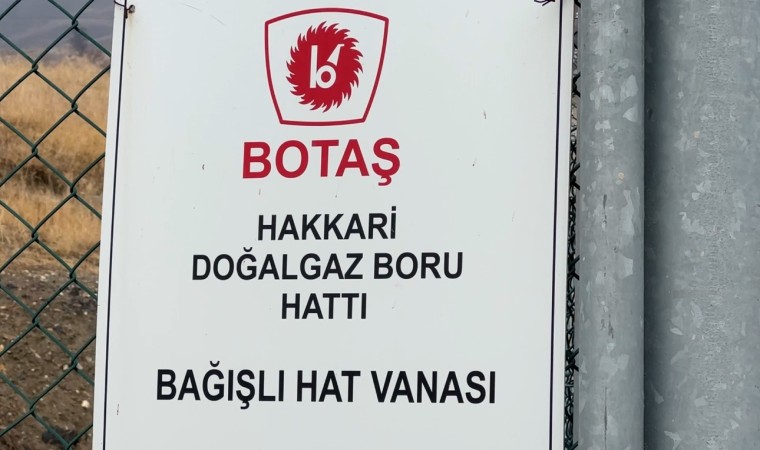 BOTAŞ
HAKKARİ
DOĞALGAZ BORU
HATTI
BAĞIŞLI HAT VANASI